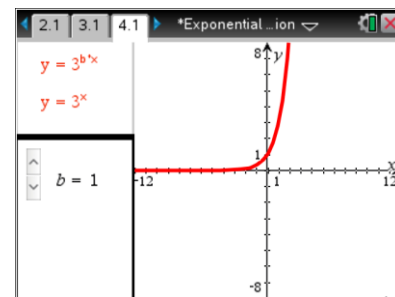 2.1 3.1 4.1 *Exponential …ion
y = 3^{b*x}
y = 3^x
b = 1
8 y
1
-12 1 x 12
-8